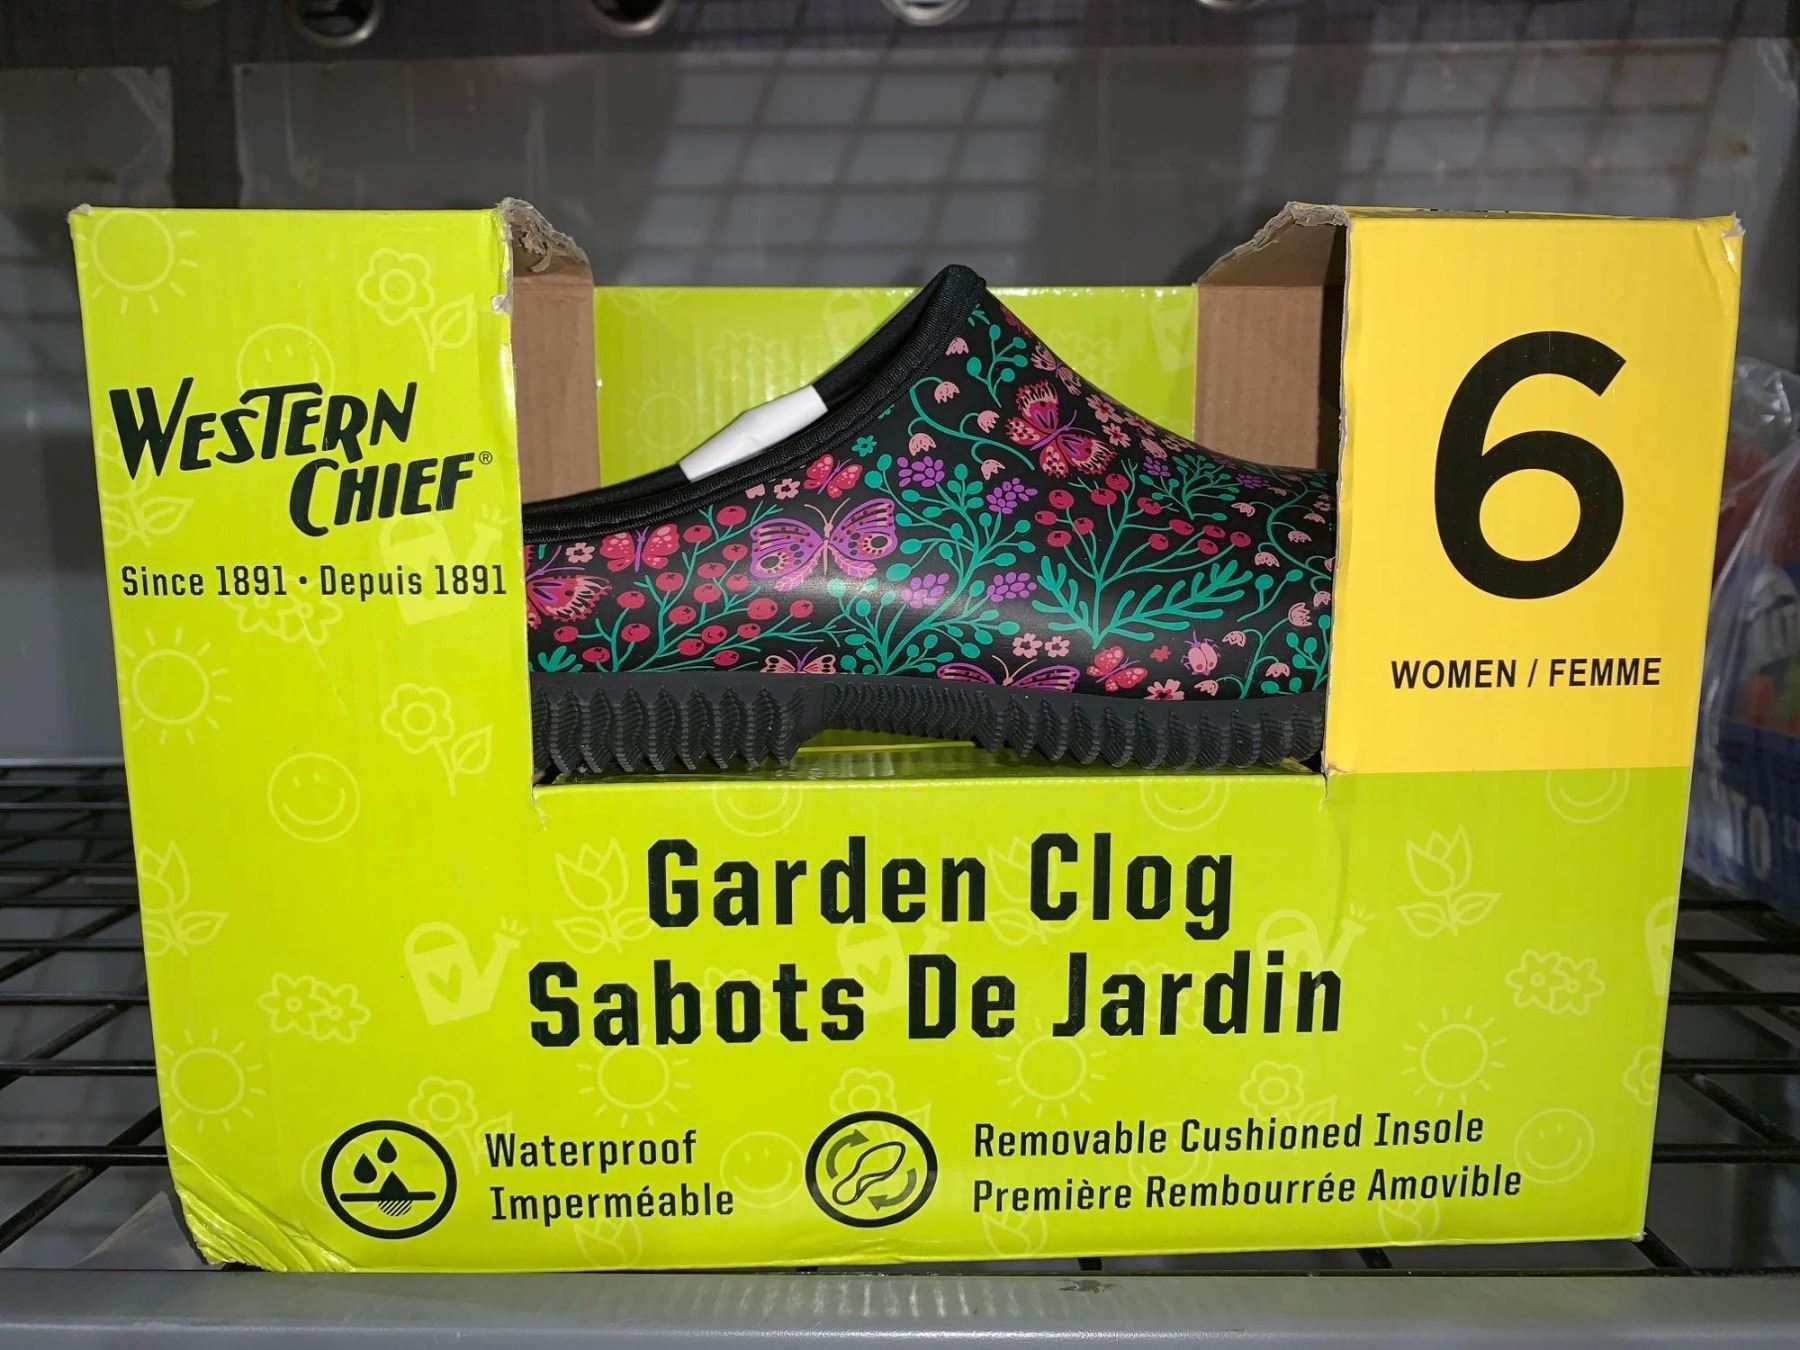 WESTERN
CHIEF®
Since 1891 • Depuis 1891
6
WOMEN / FEMME
Garden Clog
Sabots De Jardin
Waterproof
Imperméable
Removable Cushioned Insole
Première Rembourrée Amovible